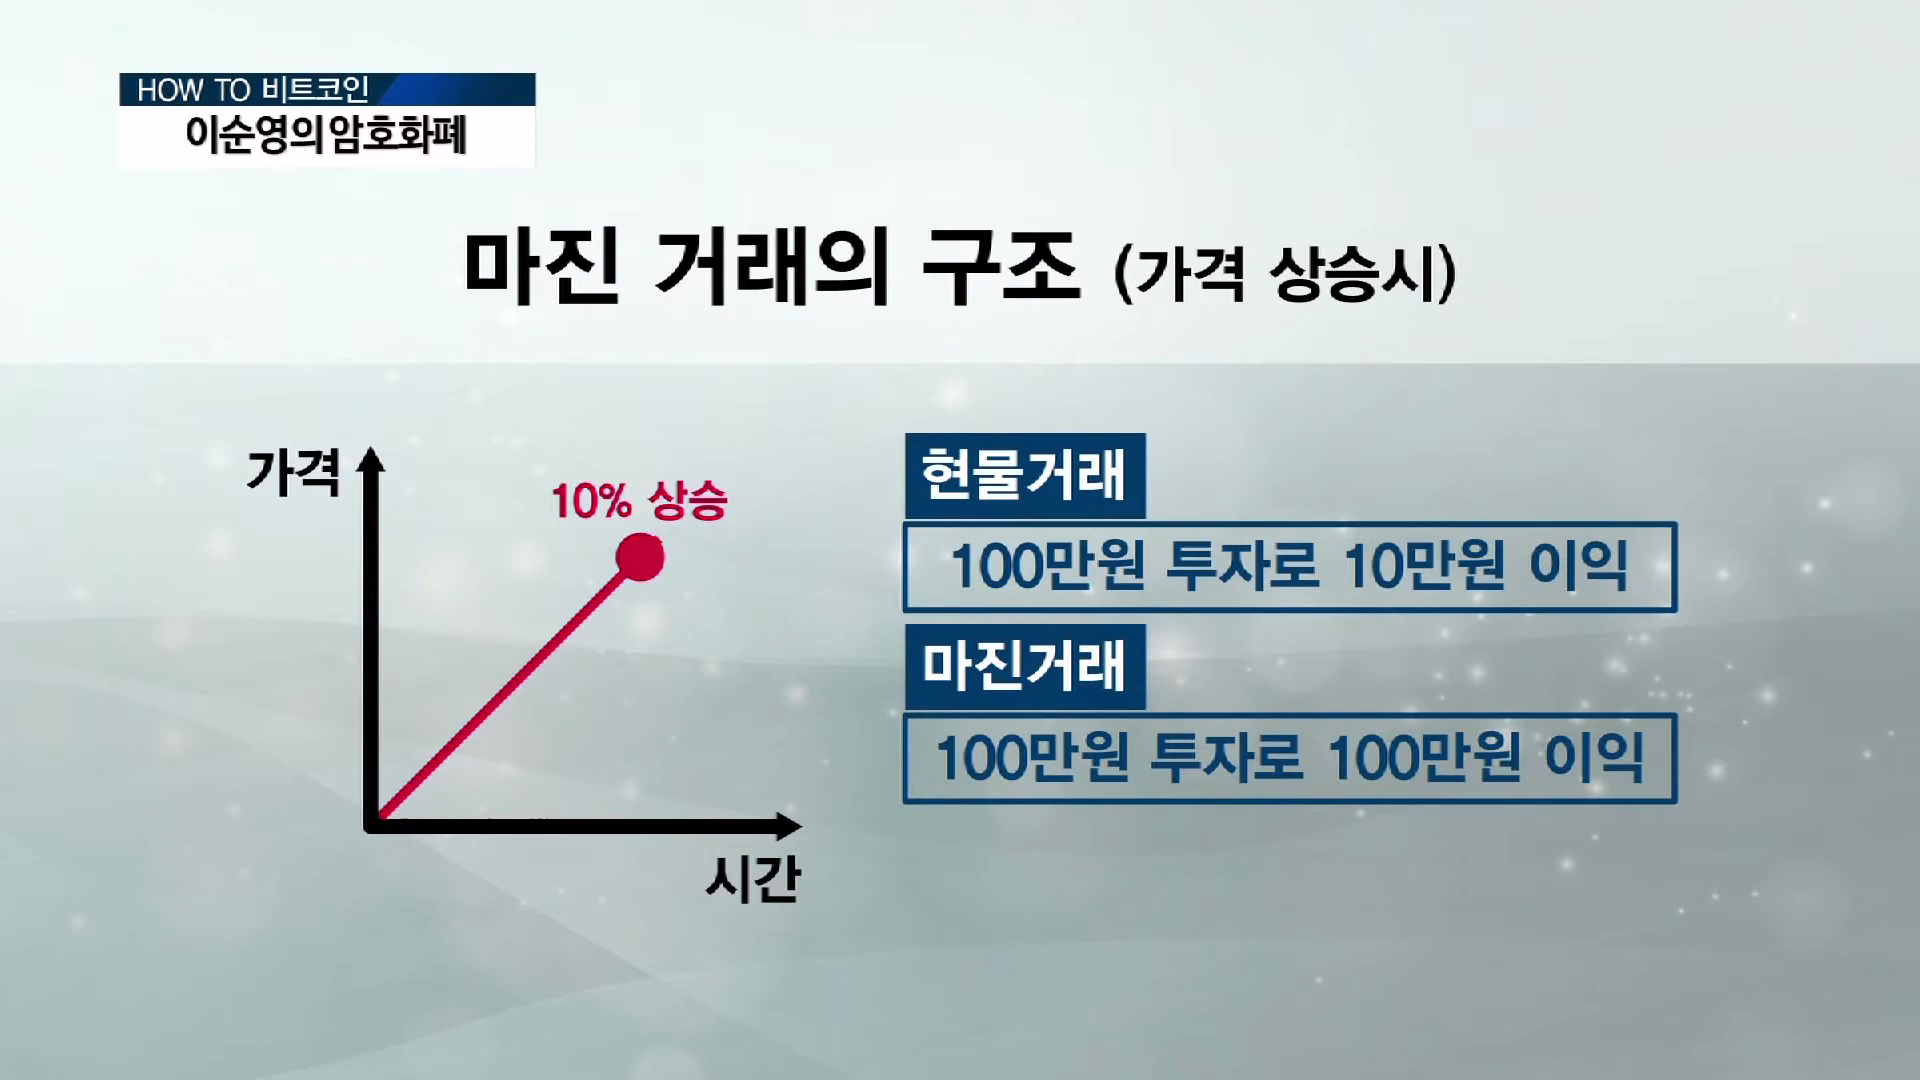 HOW TO 비트코인
이순영의 암호화폐
마진 거래의 구조 (가격 상승시)
가격
10% 상승
시간
현물거래
100만원 투자로 10만원 이익
마진거래
100만원 투자로 100만원 이익